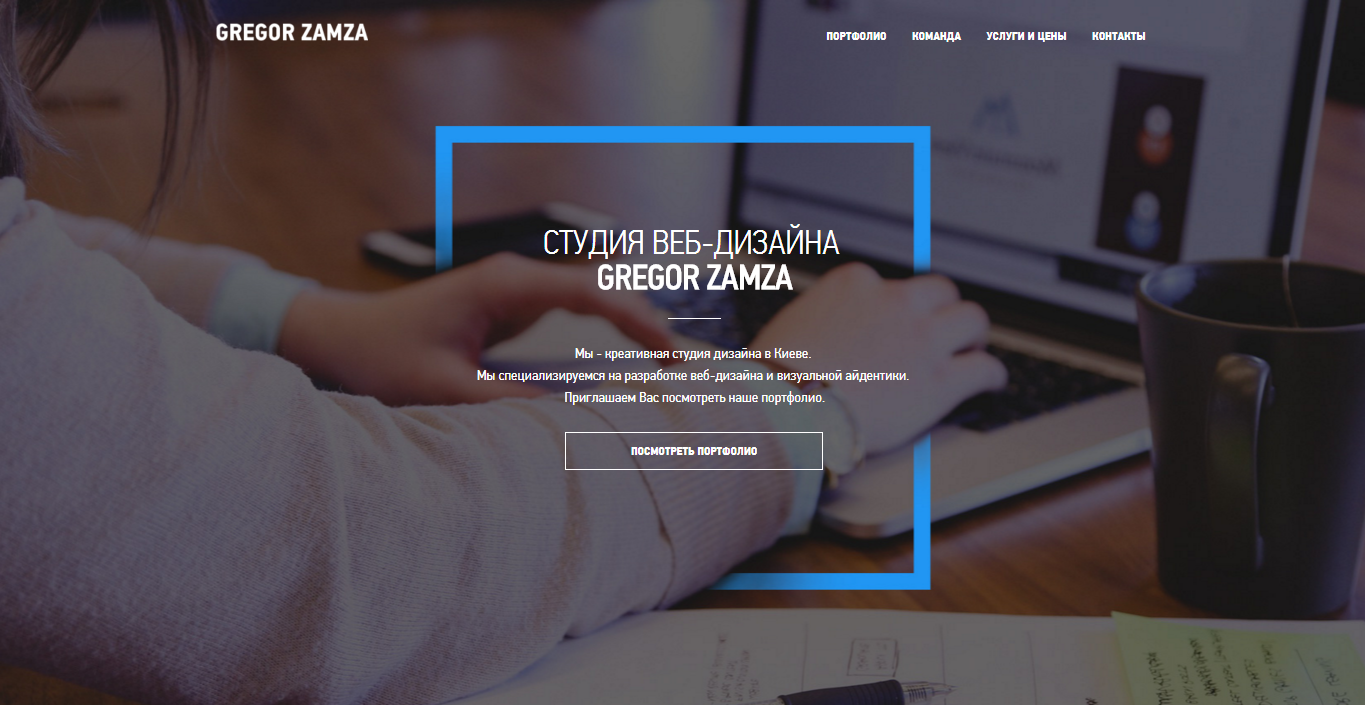 GREGOR ZAMZA
ПОРТФОЛИО КОМАНДА УСЛУГИ И ЦЕНЫ КОНТАКТЫ
СТУДИЯ ВЕБ-ДИЗАЙНА
GREGOR ZAMZA
Мы - креативная студия дизайна в Киеве.
Мы специализируемся на разработке веб-дизайна и визуальной айдентики.
Приглашаем Вас посмотреть наше портфолио.
ПОСМОТРЕТЬ ПОРТФОЛИО